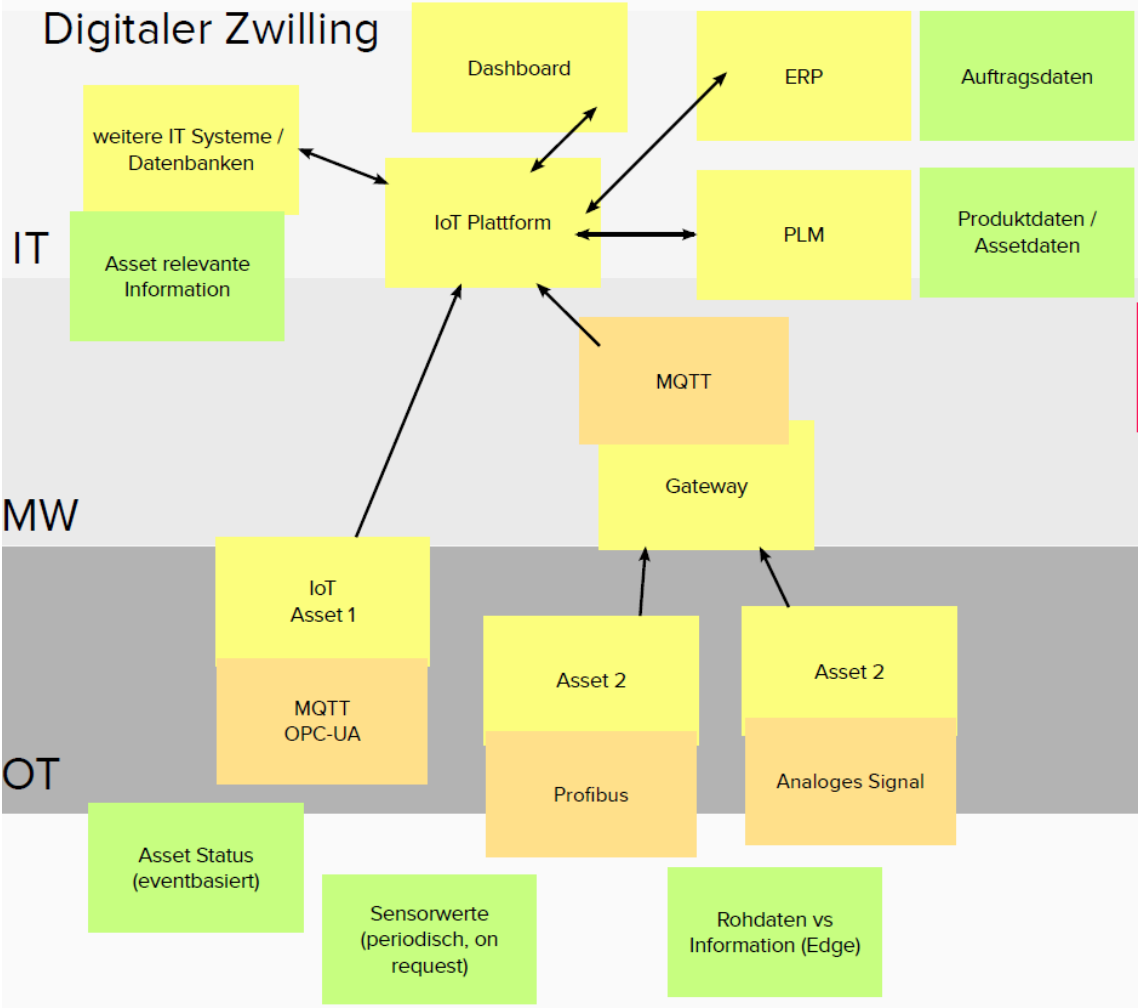 Digitaler Zwilling
Dashboard
ERP
Auftragsdaten
weitere IT Systeme /
Datenbanken
IoT Plattform
PLM
Produktdaten /
Assetdaten
IT
Asset relevante
Information
MQTT
Gateway
MW
IoT
Asset 1
Asset 2
Asset 2
MQTT
OPC-UA
OT
Profibus
Analoges Signal
Asset Status
(eventbasiert)
Sensorwerte
(periodisch, on
request)
Rohdaten vs
Information (Edge)